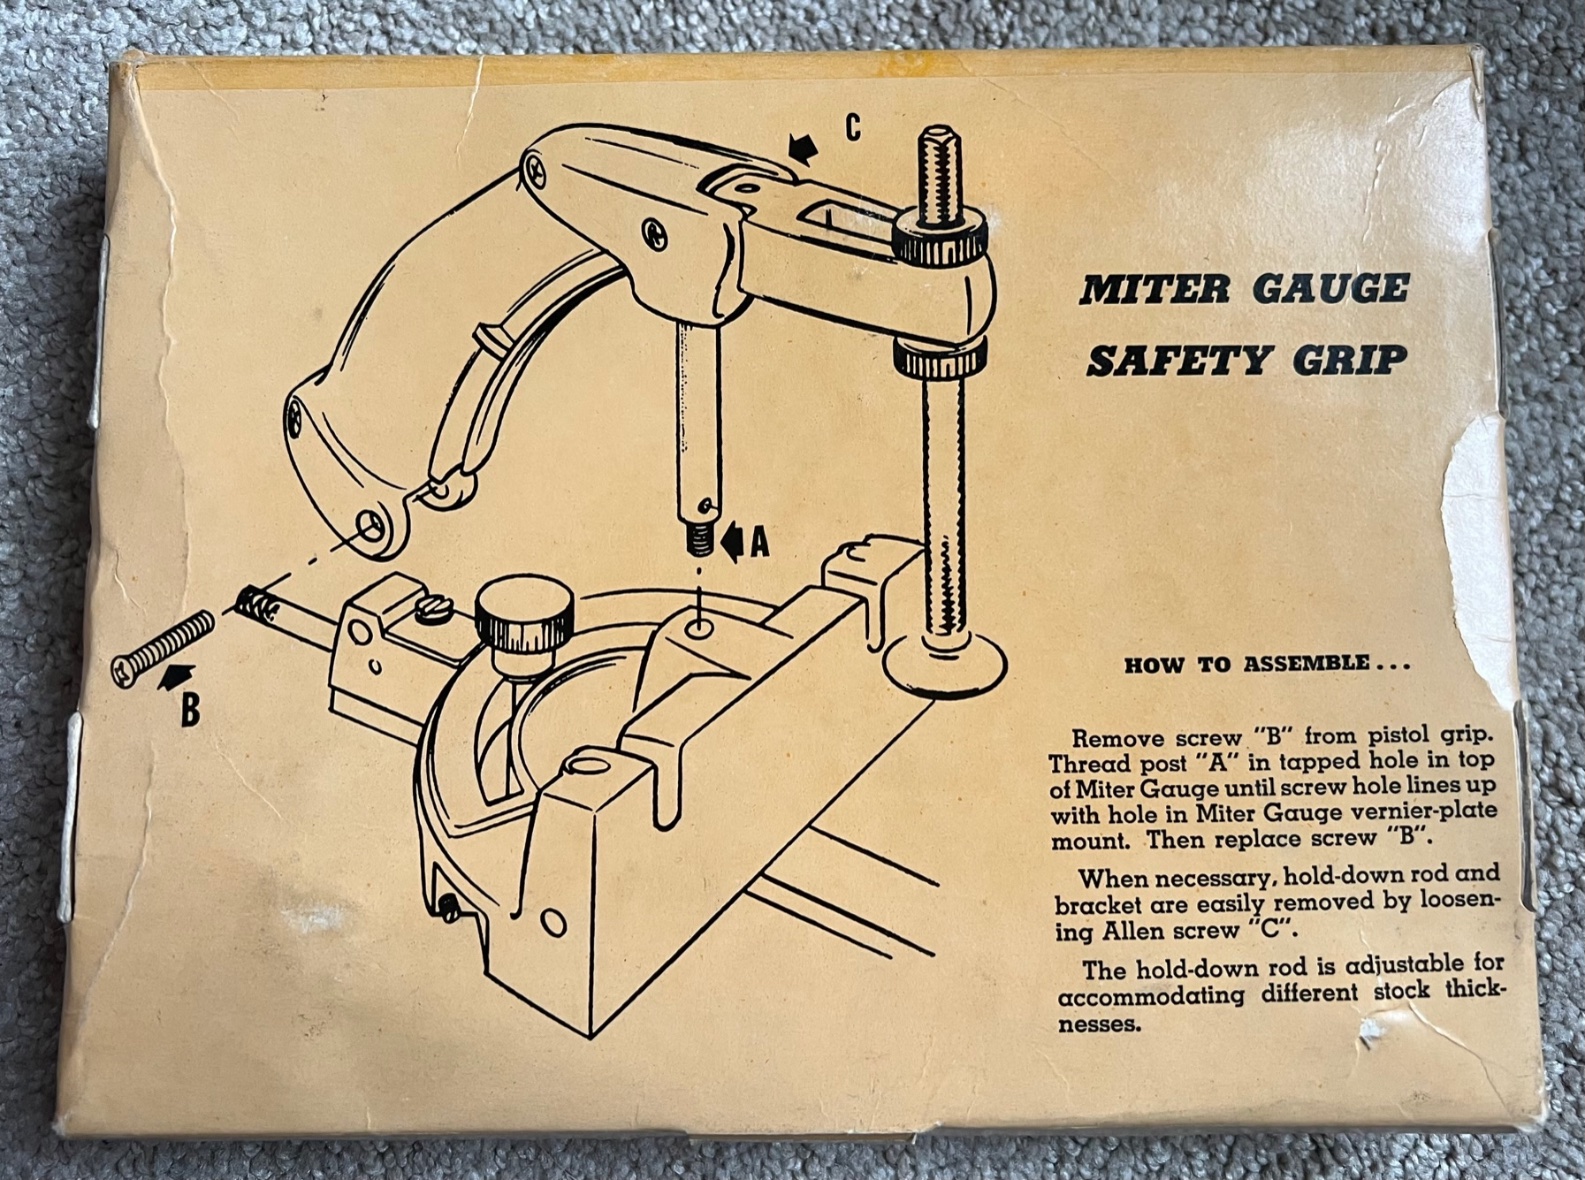 C
MITER GAUGE
SAFETY GRIP
A
B
HOW TO ASSEMBLE...
Remove screw "B" from pistol grip.
Thread post "A" in tapped hole in top
of Miter Gauge until screw hole lines up
with hole in Miter Gauge vernier-plate
mount. Then replace screw "B".
When necessary, hold-down rod and
bracket are easily removed by loosen-
ing Allen screw "C".
The hold-down rod is adjustable for
accommodating different stock thick-
nesses.